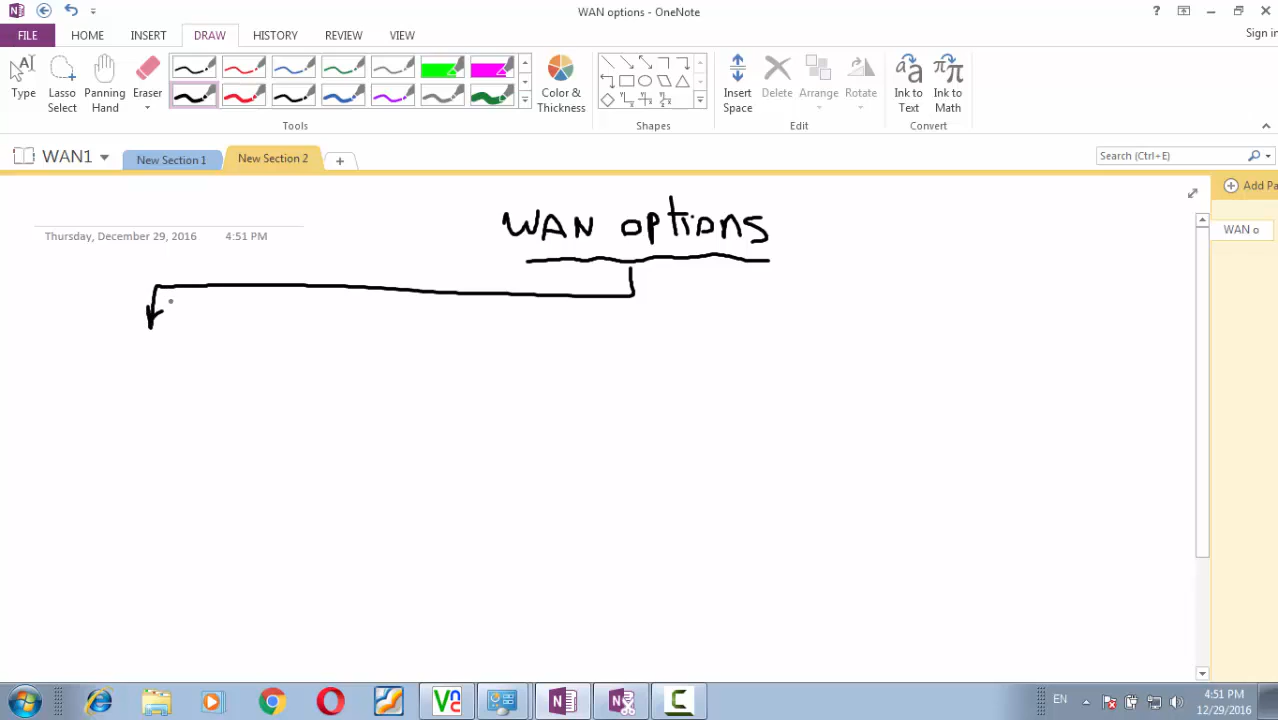 WAN options - OneNote
?
Sign in
FILE HOME INSERT DRAW HISTORY REVIEW VIEW
Type
Lasso Select
Panning Hand
Eraser
Color & Thickness
Insert Space
Delete
Arrange
Rotate
Ink to Text
Ink to Math
Tools Shapes Edit Convert
WAN1 New Section 1 New Section 2 +
Search (Ctrl+E)
Add Pa
WAN options
WAN o
Thursday, December 29, 2016 4:51 PM
EN
4:51 PM
12/29/2016